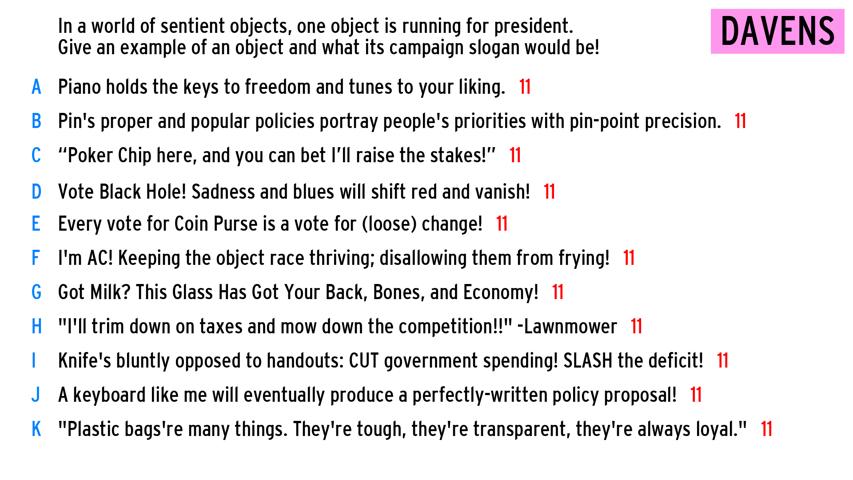 In a world of sentient objects, one object is running for president.
Give an example of an object and what its campaign slogan would be!
DAVENS
A Piano holds the keys to freedom and tunes to your liking. 11
B Pin's proper and popular policies portray people's priorities with pin-point precision. 11
C “Poker Chip here, and you can bet I’ll raise the stakes!” 11
D Vote Black Hole! Sadness and blues will shift red and vanish! 11
E Every vote for Coin Purse is a vote for (loose) change! 11
F I'm AC! Keeping the object race thriving; disallowing them from frying! 11
G Got Milk? This Glass Has Got Your Back, Bones, and Economy! 11
H "I'll trim down on taxes and mow down the competition!!" -Lawnmower 11
I Knife's bluntly opposed to handouts: CUT government spending! SLASH the deficit! 11
J A keyboard like me will eventually produce a perfectly-written policy proposal! 11
K "Plastic bags're many things. They're tough, they're transparent, they're always loyal." 11